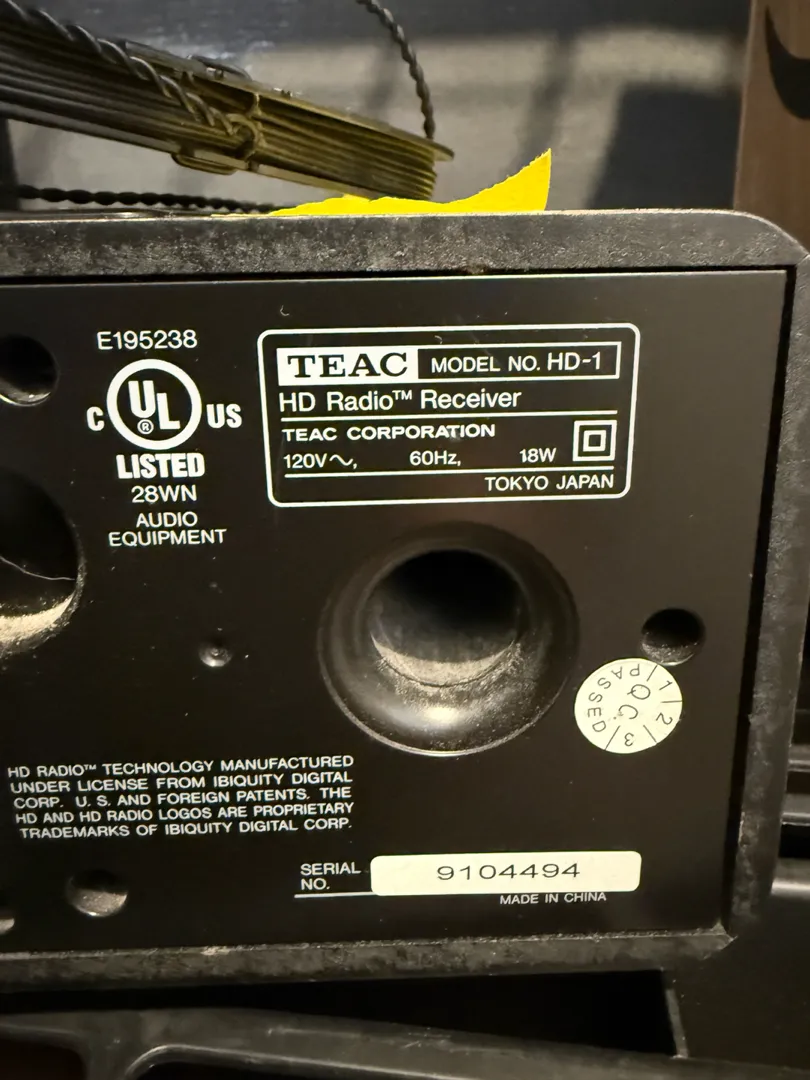 E195238
C UL ® US
LISTED
28WN
AUDIO
EQUIPMENT
TEAC MODEL NO. HD-1
HD Radio™ Receiver
TEAC CORPORATION
120V∿, 60Hz, 18W
TOKYO JAPAN
PASSED
Q C.
1 2 3
HD RADIO™ TECHNOLOGY MANUFACTURED
UNDER LICENSE FROM IBIQUITY DIGITAL
CORP. U. S. AND FOREIGN PATENTS. THE
HD AND HD RADIO LOGOS ARE PROPRIETARY
TRADEMARKS OF IBIQUITY DIGITAL CORP.
SERIAL
NO.
9104494
MADE IN CHINA